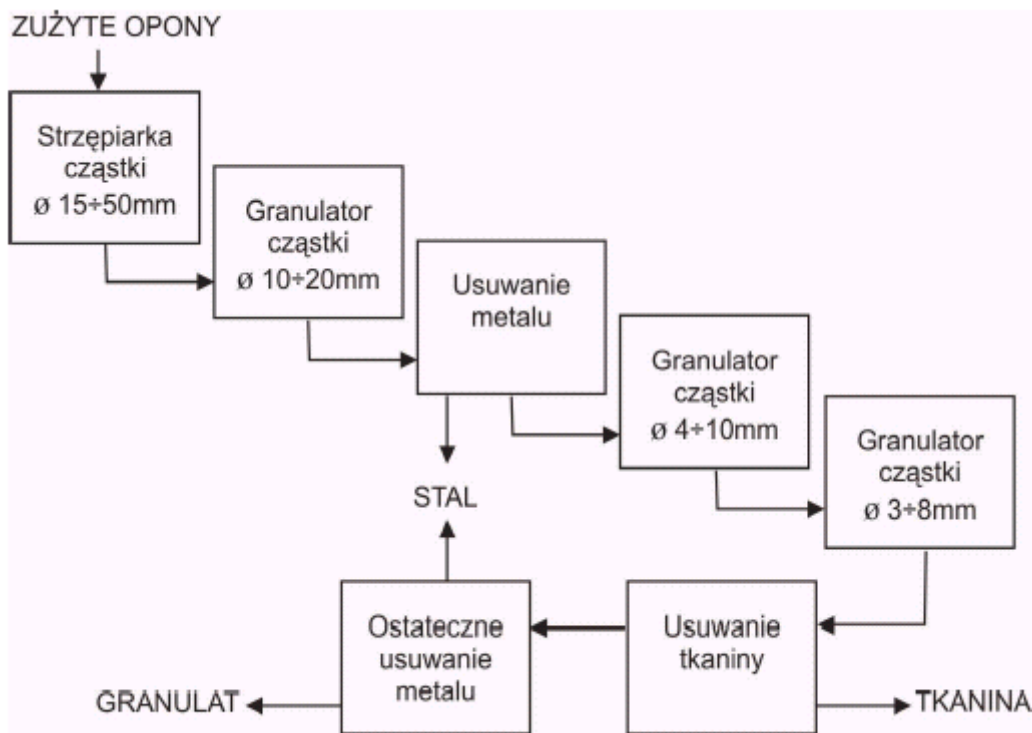 ZUŻYTE OPONY
Strzępiarka
cząstki
ø 15÷50mm
Granulator
cząstki
ø 10÷20mm
Usuwanie
metalu
Granulator
cząstki
ø 4÷10mm
Granulator
cząstki
ø 3÷8mm
STAL
Ostateczne
usuwanie
metalu
Usuwanie
tkaniny
GRANULAT
TKANINA